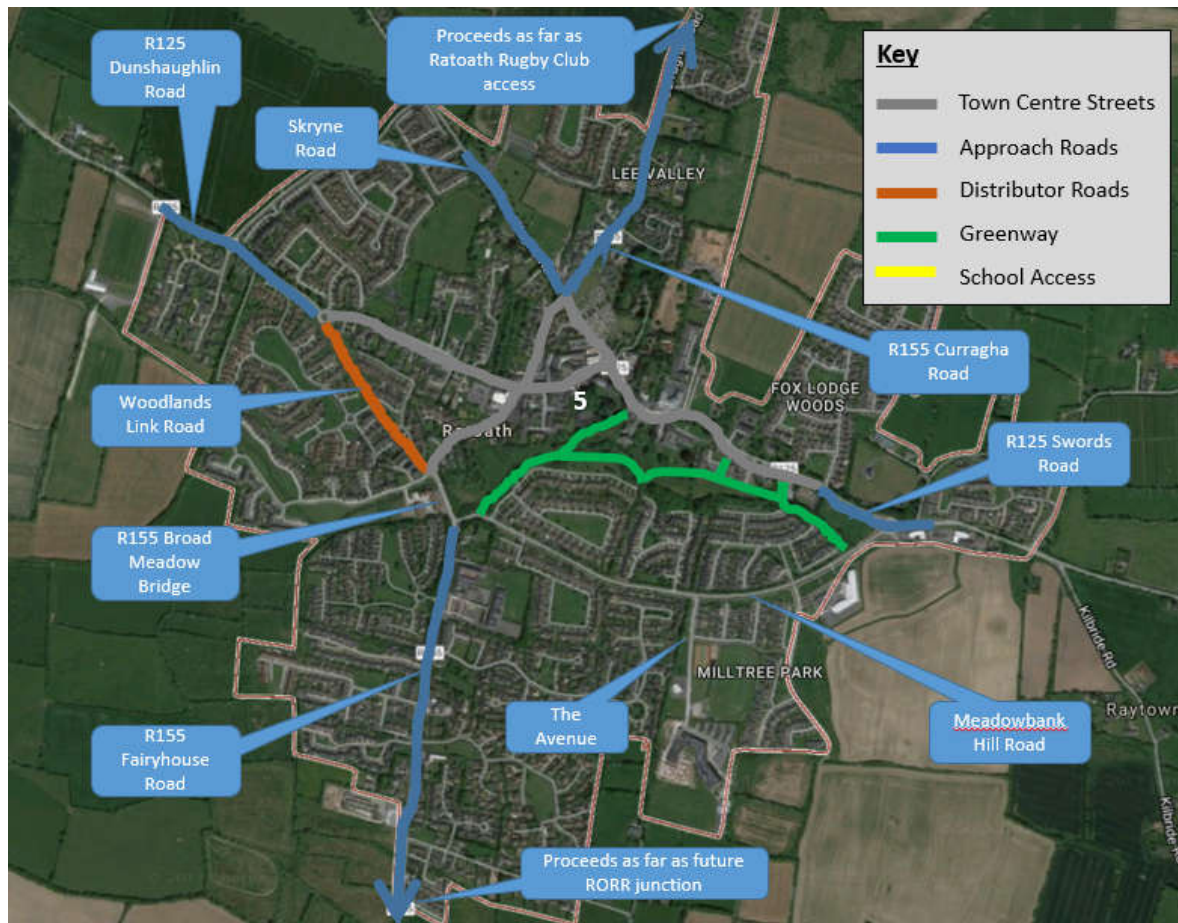 R125
Dunshaughlin
Road
Proceeds as far as
Ratoath Rugby Club
access
Key
Town Centre Streets
Approach Roads
Distributor Roads
Greenway
School Access
Skryne
Road
LEE VALLEY
R155 Curragha
Road
FOX LODGE
WOODS
5
Woodlands
Link Road
Ratoath
R125 Swords
Road
R125
R155 Broad
Meadow
Bridge
Kilbride Rd
MILLTREE PARK
Raytown
The
Avenue
Meadowbank
Hill Road
R155
Fairyhouse
Road
Proceeds as far as future
RORR junction